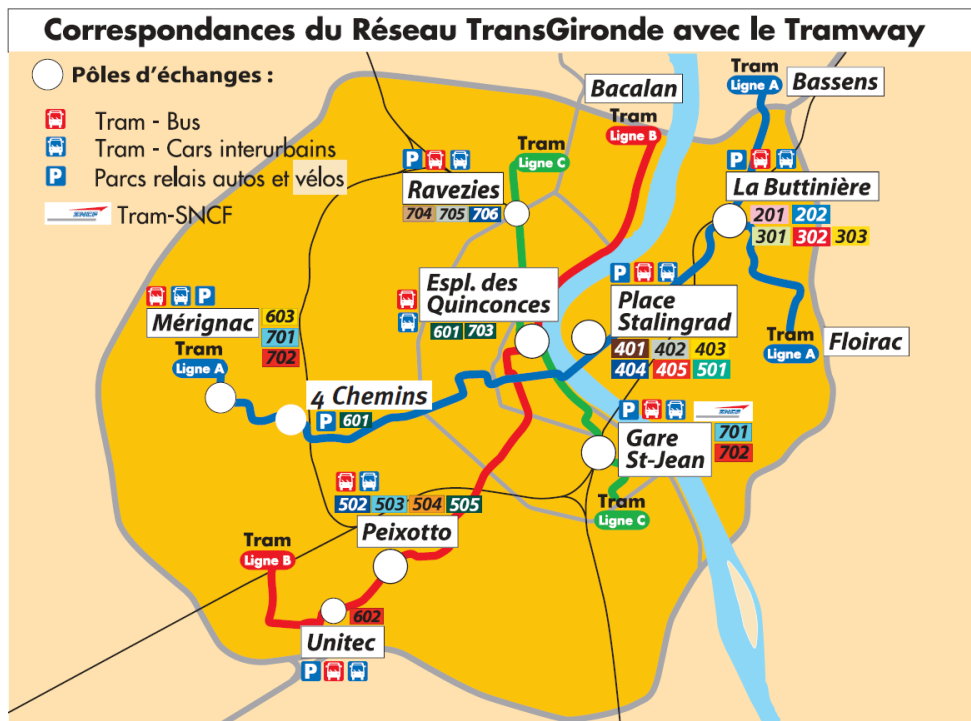 Correspondances du Réseau TransGironde avec le Tramway
Pôles d'échanges :
Tram - Bus
Tram - Cars interurbains
P Parcs relais autos et vélos
SNCF Tram-SNCF
Bacalan
Tram
Ligne B
Tram
Ligne A
Bassens
Tram
Ligne C
P
Ravezies
704 705 706
P
La Buttinière
201 202
301 302 303
Espl. des
Quinconces
601 703
P
Place
Stalingrad
401 402 403
404 405 501
Tram
Ligne A
Floirac
P
Mérignac
603
701
702
Tram
Ligne A
4 Chemins
P 601
P SNCF
Gare
St-Jean
701
702
Tram
Ligne C
502 503 504 505
Peixotto
Tram
Ligne B
602
Unitec
P